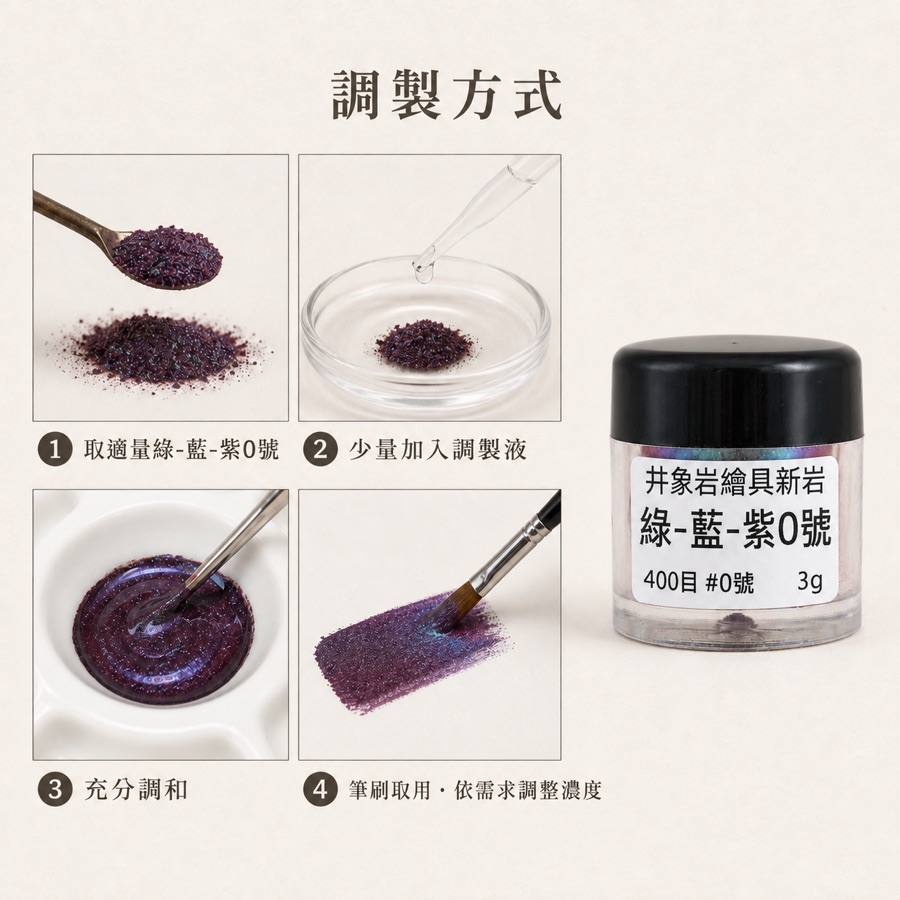 調製方式
1 取適量綠-藍-紫0號
2 少量加入調製液
3 充分調和
4 筆刷取用・依需求調整濃度
井象岩繪具新岩
綠-藍-紫0號
400目 #0號 3g